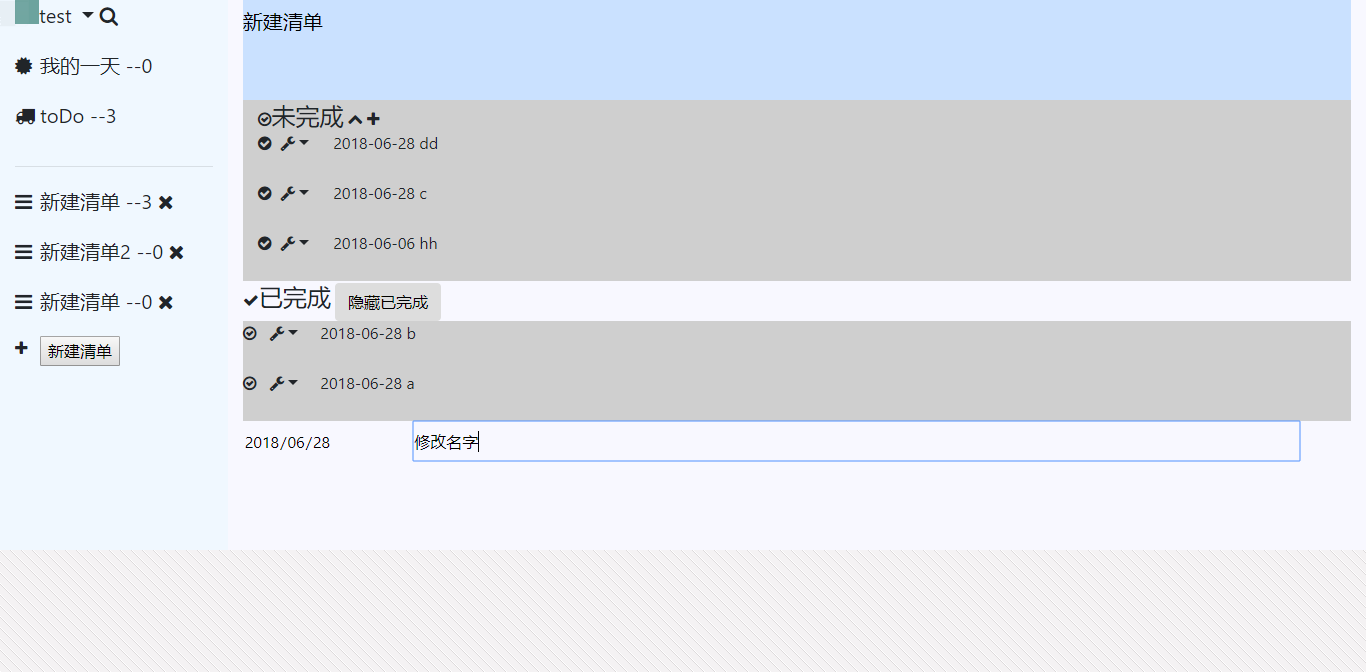 test
我的一天 --0
toDo --3
新建清单 --3
新建清单2 --0
新建清单 --0
新建清单
新建清单
未完成
2018-06-28 dd
2018-06-28 c
2018-06-06 hh
已完成 隐藏已完成
2018-06-28 b
2018-06-28 a
2018/06/28 修改名字